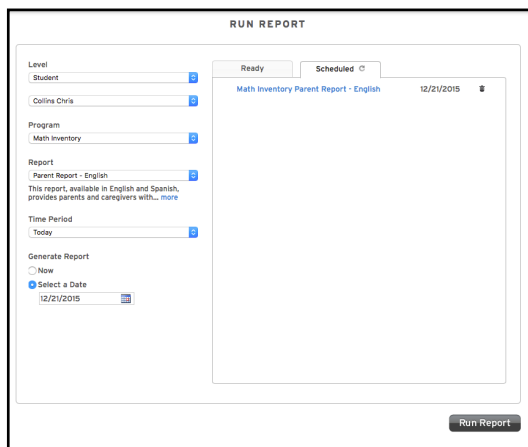 RUN REPORT
Level
Student
Collins Chris
Program
Math Inventory
Report
Parent Report - English
This report, available in English and Spanish,
provides parents and caregivers with... more
Time Period
Today
Generate Report
Now
Select a Date
12/21/2015
Ready
Scheduled
Math Inventory Parent Report - English 12/21/2015
Run Report